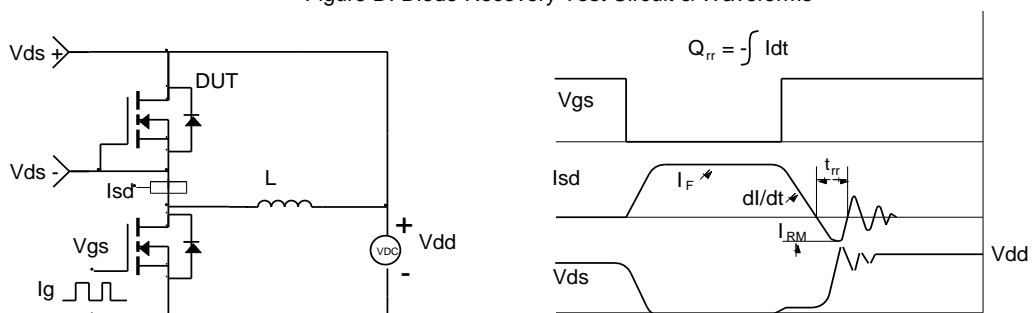 Figure D: Diode Recovery Test Circuit & Waveforms
Vds +
DUT
Vds -
Isd
L
Vgs
Ig
VDC
+
-
Vdd
Qrr = -∫ Idt
Vgs
trr
Isd
IF
dI/dt
IRM
Vdd
Vds